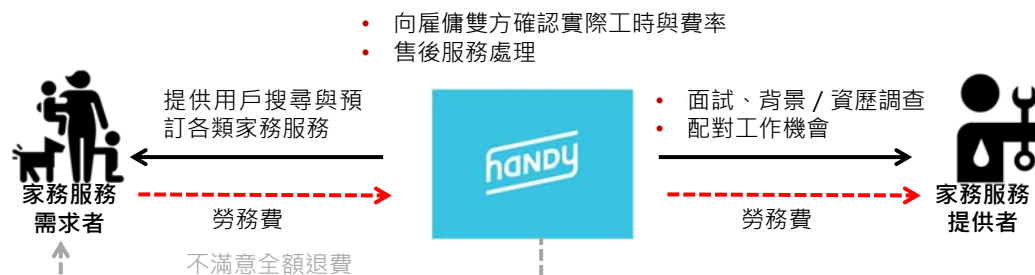 • 向雇傭雙方確認實際工時與費率
• 售後服務處理
提供用戶搜尋與預
訂各類家務服務
handy
• 面試、背景 / 資歷調查
• 配對工作機會
家務服務
需求者
勞務費
勞務費
家務服務
提供者
不滿意全額退費